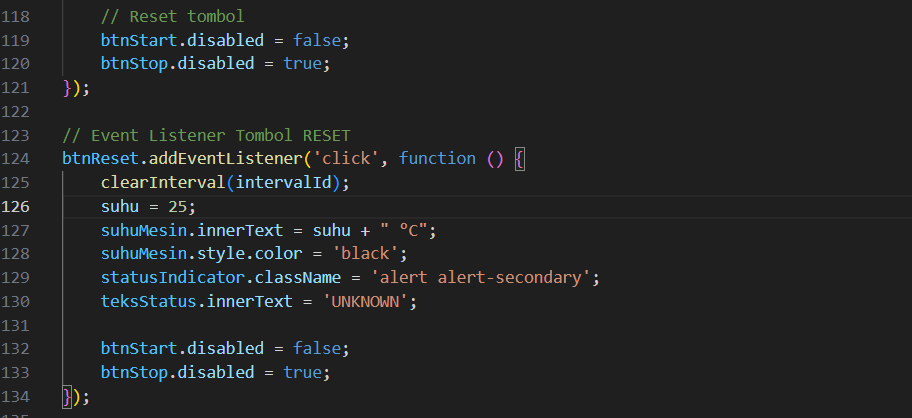 118 // Reset tombol
119 btnStart.disabled = false;
120 btnStop.disabled = true;
121 });
122
123 // Event Listener Tombol RESET
124 btnReset.addEventListener('click', function () {
125 clearInterval(intervalId);
126 suhu = 25;
127 suhuMesin.innerText = suhu + " °C";
128 suhuMesin.style.color = 'black';
129 statusIndicator.className = 'alert alert-secondary';
130 teksStatus.innerText = 'UNKNOWN';
131
132 btnStart.disabled = false;
133 btnStop.disabled = true;
134 });